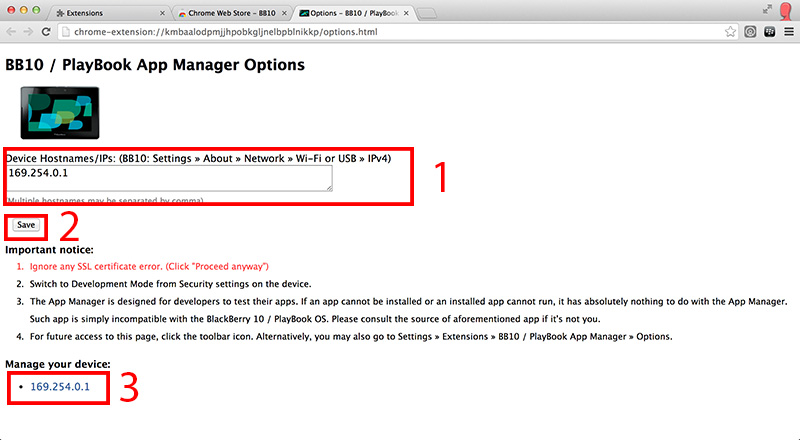 Extensions
Chrome Web Store - BB10
Options - BB10 / PlayBook
chrome-extension://kmbaalodpmjjhpobkgljnelbpblnikkp/options.html
BB10 / PlayBook App Manager Options
Device Hostnames/IPs: (BB10: Settings » About » Network » Wi-Fi or USB » IPv4)
169.254.0.1
1
(Multiple hostnames may be separated by comma)
Save
2
Important notice:
1. Ignore any SSL certificate error. (Click "Proceed anyway")
2. Switch to Development Mode from Security settings on the device.
3. The App Manager is designed for developers to test their apps. If an app cannot be installed or an installed app cannot run, it has absolutely nothing to do with the App Manager.
Such app is simply incompatible with the BlackBerry 10 / PlayBook OS. Please consult the source of aforementioned app if it's not you.
4. For future access to this page, click the toolbar icon. Alternatively, you may also go to Settings » Extensions » BB10 / PlayBook App Manager » Options.
Manage your device:
• 169.254.0.1
3